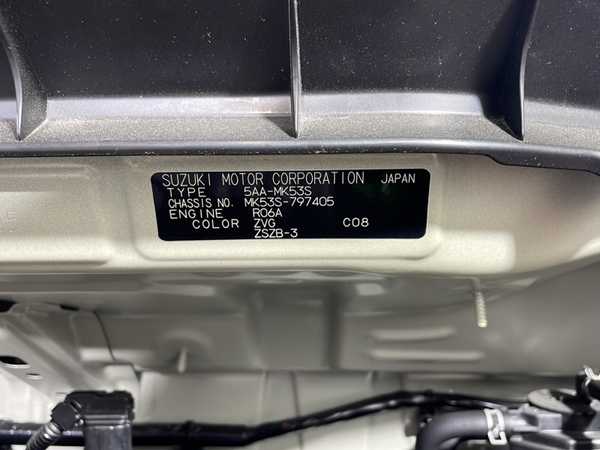 SUZUKI MOTOR CORPORATION JAPAN
TYPE 5AA-MK53S
CHASSIS NO. MK53S-797405
ENGINE R06A
COLOR ZVG C08
ZSZB-3